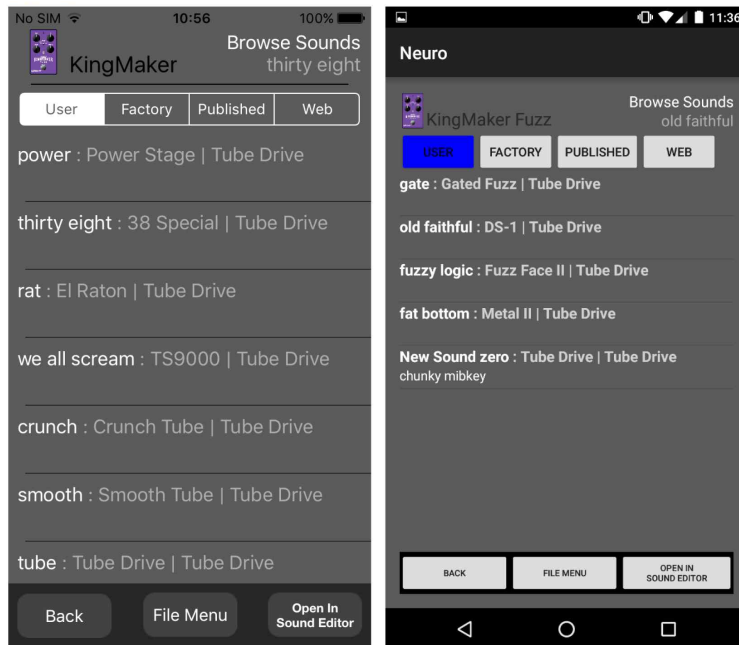 No SIM 10:56 100%
Browse Sounds
KingMaker thirty eight
User Factory Published Web
power : Power Stage | Tube Drive
thirty eight : 38 Special | Tube Drive
rat : El Raton | Tube Drive
we all scream : TS9000 | Tube Drive
crunch : Crunch Tube | Tube Drive
smooth : Smooth Tube | Tube Drive
tube : Tube Drive | Tube Drive
Back File Menu Open In
Sound Editor
11:36
Neuro
Browse Sounds
KingMaker Fuzz old faithful
USER FACTORY PUBLISHED WEB
gate : Gated Fuzz | Tube Drive
old faithful : DS-1 | Tube Drive
fuzzy logic : Fuzz Face II | Tube Drive
fat bottom : Metal II | Tube Drive
New Sound zero : Tube Drive | Tube Drive
chunky mibkey
BACK FILE MENU OPEN IN
SOUND EDITOR